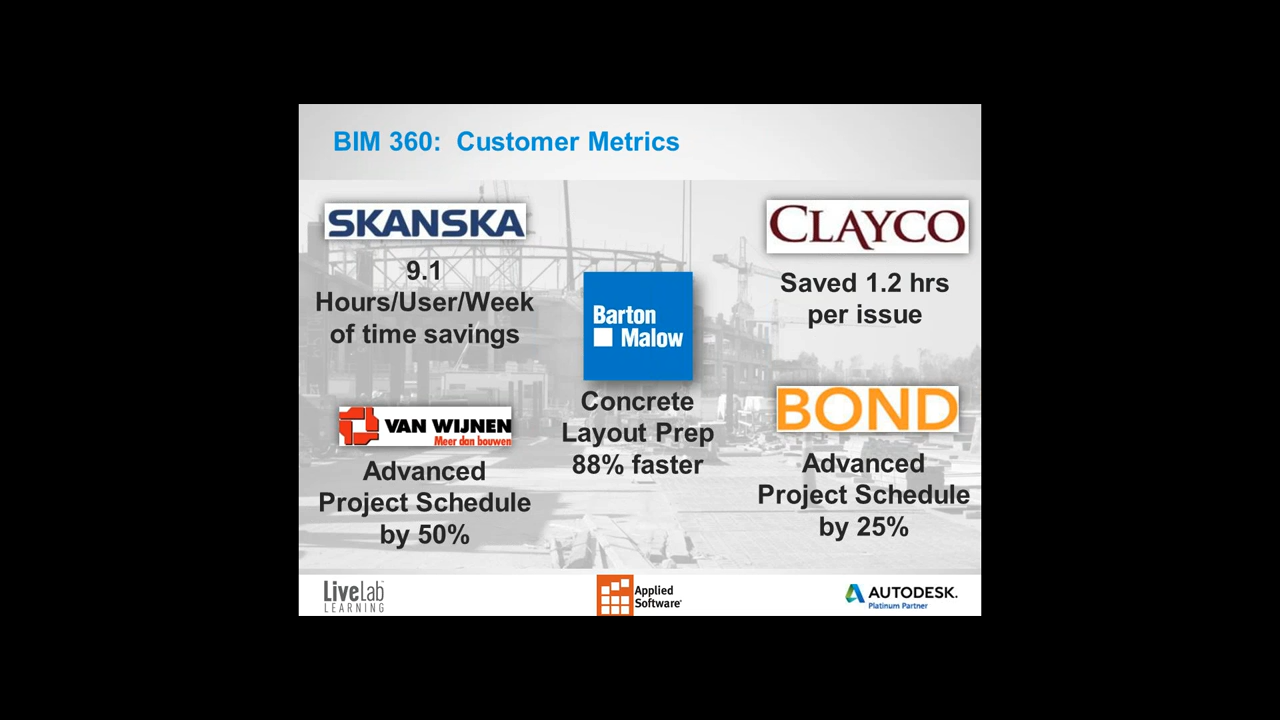 BIM 360: Customer Metrics
SKANSKA
9.1
Hours/User/Week
of time savings
CLAYCO
Saved 1.2 hrs
per issue
Barton
Malow
Concrete
Layout Prep
88% faster
VAN WIJNEN
Meer dan bouwen
Advanced
Project Schedule
by 50%
BOND
Advanced
Project Schedule
by 25%
LiveLab
LEARNING
Applied
Software
AUTODESK.
Platinum Partner